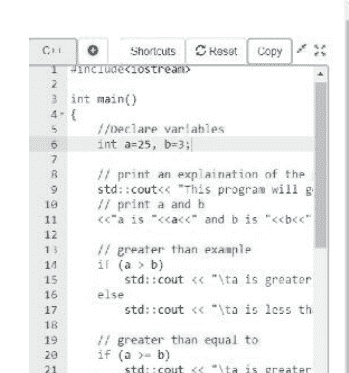 C++ Shortcuts Reset Copy
1 #include<iostream>
2
3 int main()
4 {
5 //Declare variables
6 int a=25, b=3;
7
8 // print an explaination of the
9 std::cout<< "This program will g
10 // print a and b
11 <<"a is "<<a<<" and b is "<<b<<"
12
13 // greater than example
14 if (a > b)
15 std::cout << "\ta is greater
16 else
17 std::cout << "\ta is less th
18
19 // greater than equal to
20 if (a >= b)
21 std::cout << "\ta is greater